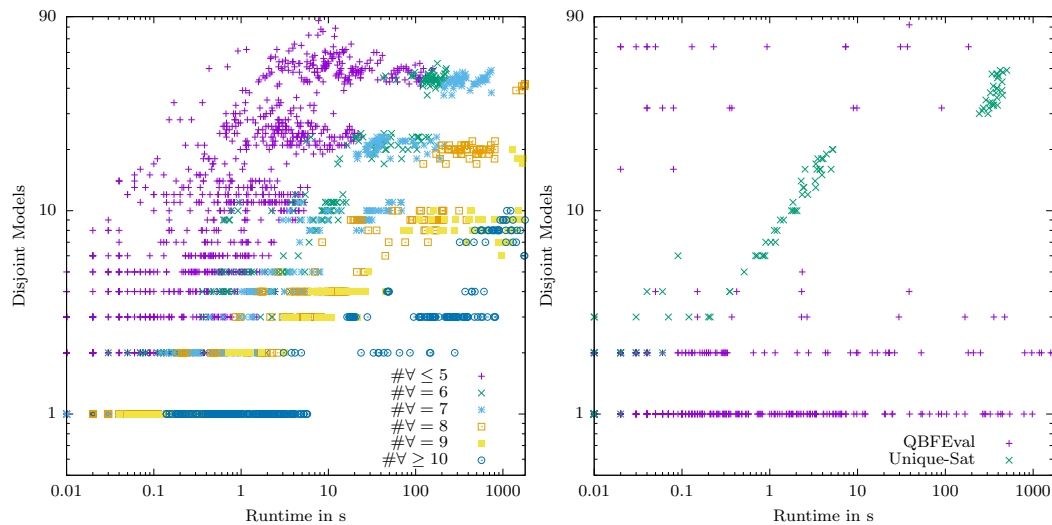 90
10
1
Disjoint Models
0.01 0.1 1 10 100 1000
Runtime in s
#∀ ≤ 5
#∀ = 6
#∀ = 7
#∀ = 8
#∀ = 9
#∀ ≥ 10
90
10
1
Disjoint Models
0.01 0.1 1 10 100 1000
Runtime in s
QBFEval
Unique-Sat